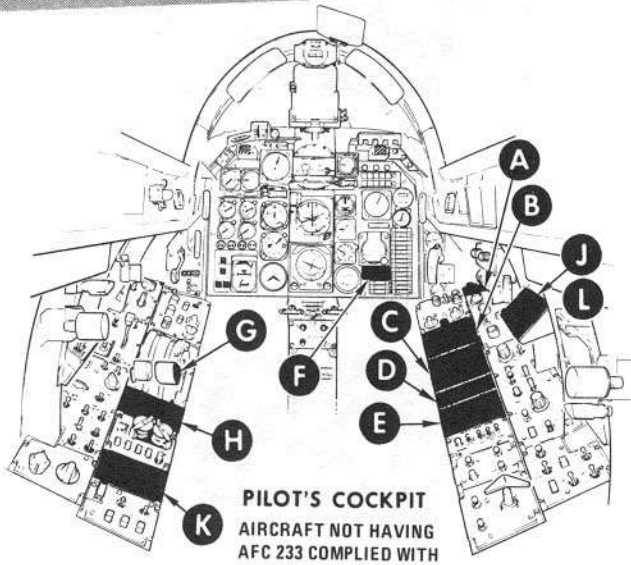 A
B
J
L
C
G
D
F
E
H
K
PILOT'S COCKPIT
AIRCRAFT NOT HAVING
AFC 233 COMPLIED WITH